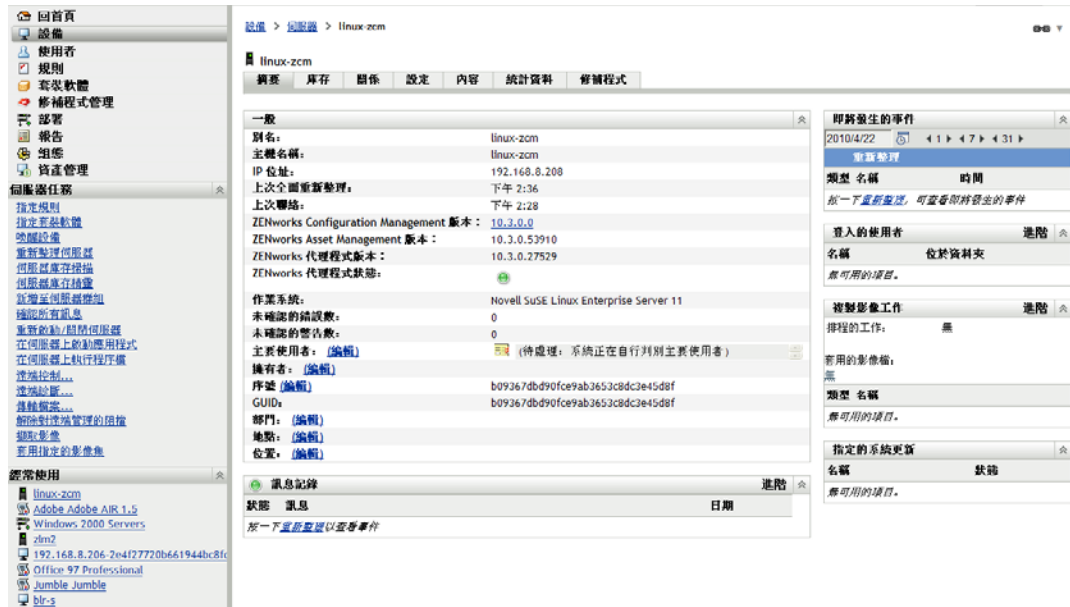 回首頁
設備
使用者
規則
套裝軟體
修補程式管理
部署
報告
組態
資產管理
伺服器任務
指定規則
指定套裝軟體
喚醒設備
重新整理伺服器
伺服器庫存掃描
伺服器庫存精靈
新增至伺服器群組
確認所有訊息
重新啟動/關閉伺服器
在伺服器上啟動應用程式
在伺服器上執行程序檔
遠端控制...
遠端診斷...
傳輸檔案...
解除對遠端管理的阻擋
擷取影像
套用指定的影像集
經常使用
linux-zcm
Adobe Adobe AIR 1.5
Windows 2000 Servers
zlm2
192.168.8.206-2e4f27720b661944bc8fc
Office 97 Professional
Jumble Jumble
blr-s
設備 > 伺服器 > linux-zcm
linux-zcm
摘要 庫存 關係 設定 內容 統計資料 修補程式
一般
別名: linux-zcm
主機名稱: linux-zcm
IP 位址: 192.168.8.208
上次全面重新整理: 下午 2:36
上次聯絡: 下午 2:28
ZENworks Configuration Management 版本: 10.3.0.0
ZENworks Asset Management 版本: 10.3.0.53910
ZENworks 代理程式版本: 10.3.0.27529
ZENworks 代理程式狀態:
作業系統: Novell SuSE Linux Enterprise Server 11
未確認的錯誤數: 0
未確認的警告數: 0
主要使用者: (編輯) (待處理: 系統正在自行判別主要使用者)
擁有者: (編輯)
序號 (編輯) b09367dbd90fce9ab3653c8dc3e45d8f
GUID: b09367dbd90fce9ab3653c8dc3e45d8f
部門: (編輯)
地點: (編輯)
位置: (編輯)
訊息記錄 進階
狀態 訊息 日期
按一下重新整理以查看事件
即將發生的事件
2010/4/22 1 7 31
重新整理
類型 名稱 時間
按一下重新整理，可查看即將發生的事件
登入的使用者 進階
名稱 位於資料夾
無可用的項目。
複製影像工作 進階
排程的工作: 無
套用的影像檔:
無
類型 名稱
無可用的項目。
指定的系統更新
名稱 狀態
無可用的項目。